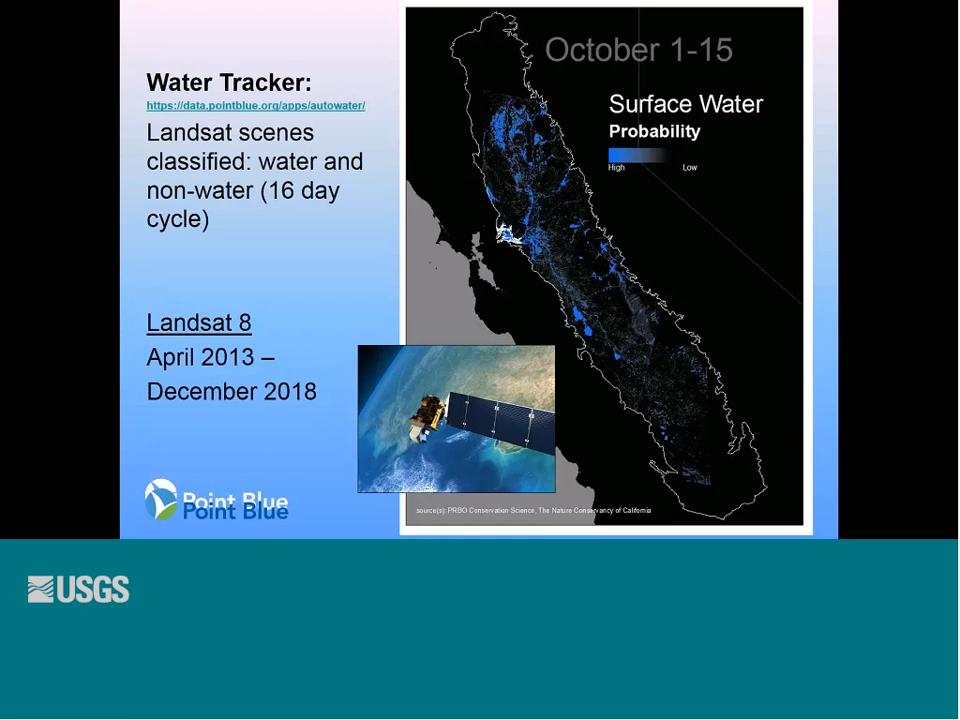 Water Tracker:
https://data.pointblue.org/apps/autowater/
Landsat scenes
classified: water and
non-water (16 day
cycle)
Landsat 8
April 2013 –
December 2018
Point Blue
Point Blue
October 1-15
Surface Water
Probability
High Low
source(s): PRBO Conservation Science, The Nature Conservancy of California
USGS